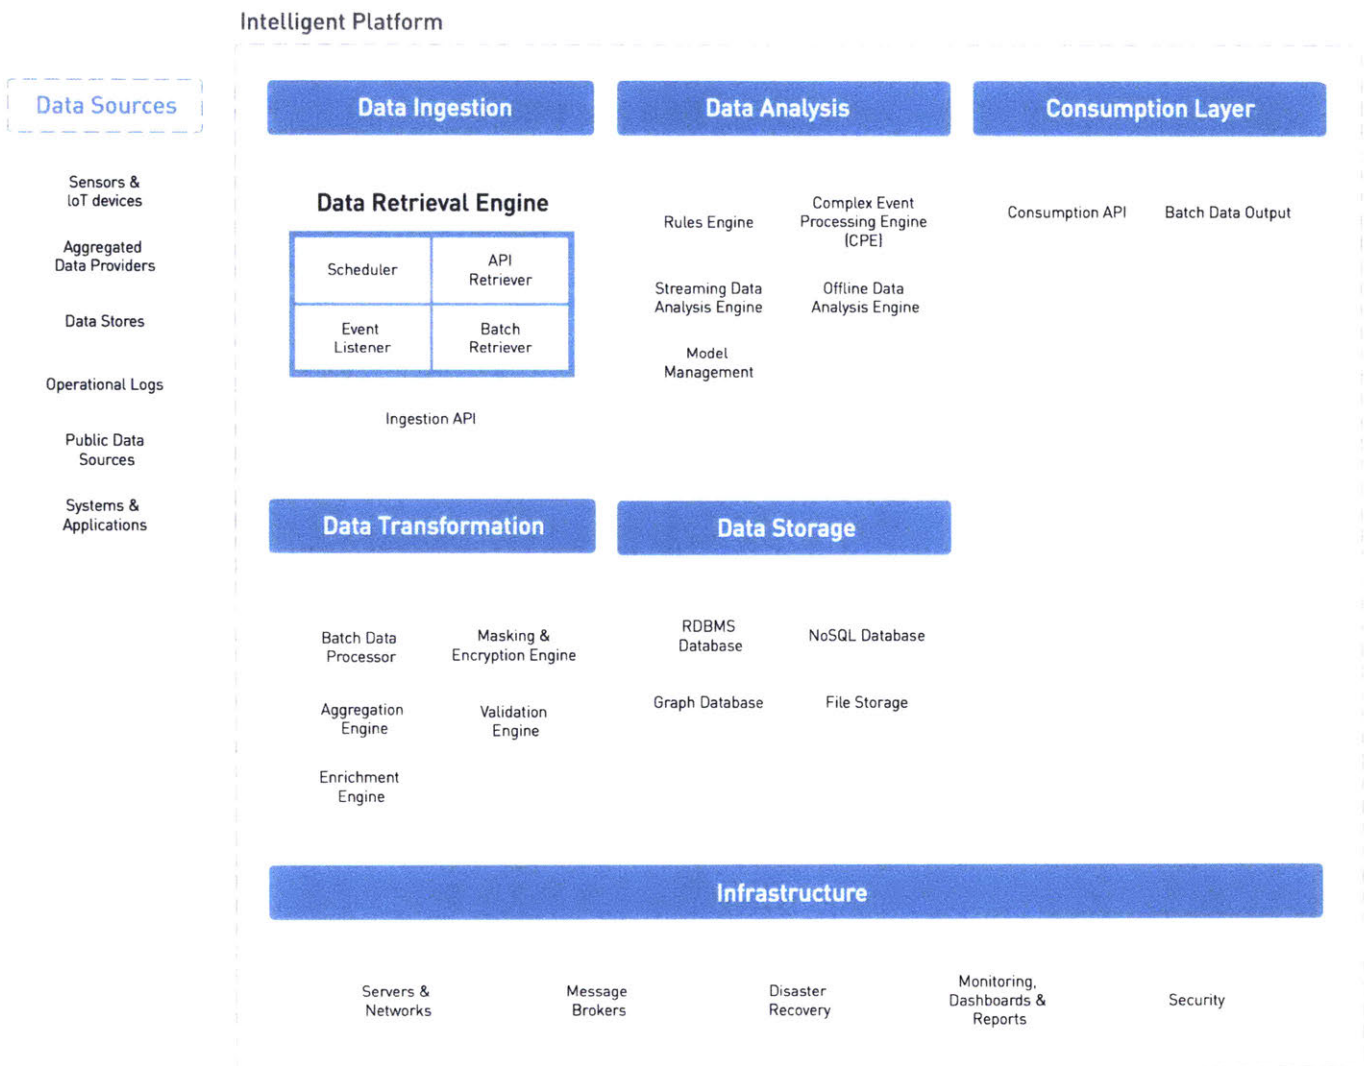 Intelligent Platform
Data Sources
Sensors &
IoT devices
Aggregated
Data Providers
Data Stores
Operational Logs
Public Data
Sources
Systems &
Applications
Data Ingestion
Data Retrieval Engine
Scheduler
API
Retriever
Event
Listener
Batch
Retriever
Ingestion API
Data Analysis
Rules Engine
Complex Event
Processing Engine
(CPE)
Streaming Data
Analysis Engine
Offline Data
Analysis Engine
Model
Management
Consumption Layer
Consumption API
Batch Data Output
Data Transformation
Batch Data
Processor
Masking &
Encryption Engine
Aggregation
Engine
Validation
Engine
Enrichment
Engine
Data Storage
RDBMS
Database
NoSQL Database
Graph Database
File Storage
Infrastructure
Servers &
Networks
Message
Brokers
Disaster
Recovery
Monitoring,
Dashboards &
Reports
Security